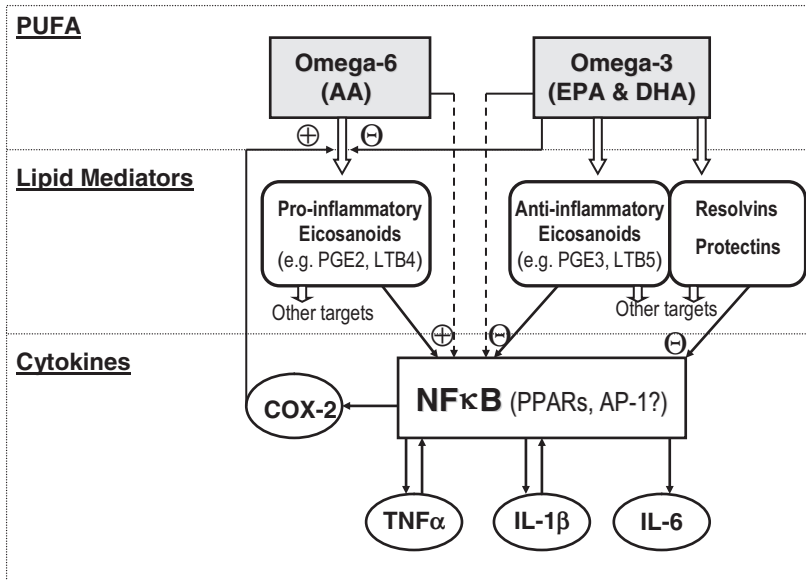 PUFA
Omega-6
(AA)
Omega-3
(EPA & DHA)
⊕
Θ
Lipid Mediators
Pro-inflammatory
Eicosanoids
(e.g. PGE2, LTB4)
Anti-inflammatory
Eicosanoids
(e.g. PGE3, LTB5)
Resolvins
Protectins
Other targets
Other targets
⊕
Θ
Θ
Cytokines
COX-2
NFκB (PPARs, AP-1?)
TNFα
IL-1β
IL-6